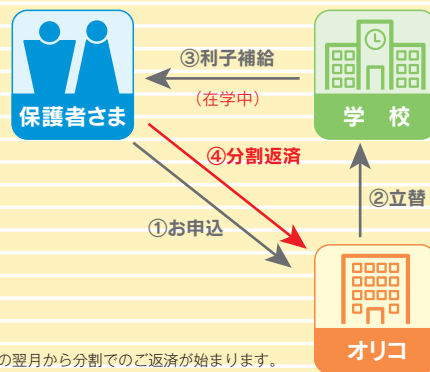 ③利子補給
（在学中）
保護者さま
学 校
④分割返済
②立替
①お申込
オリコ
の翌月から分割でのご返済が始まります。